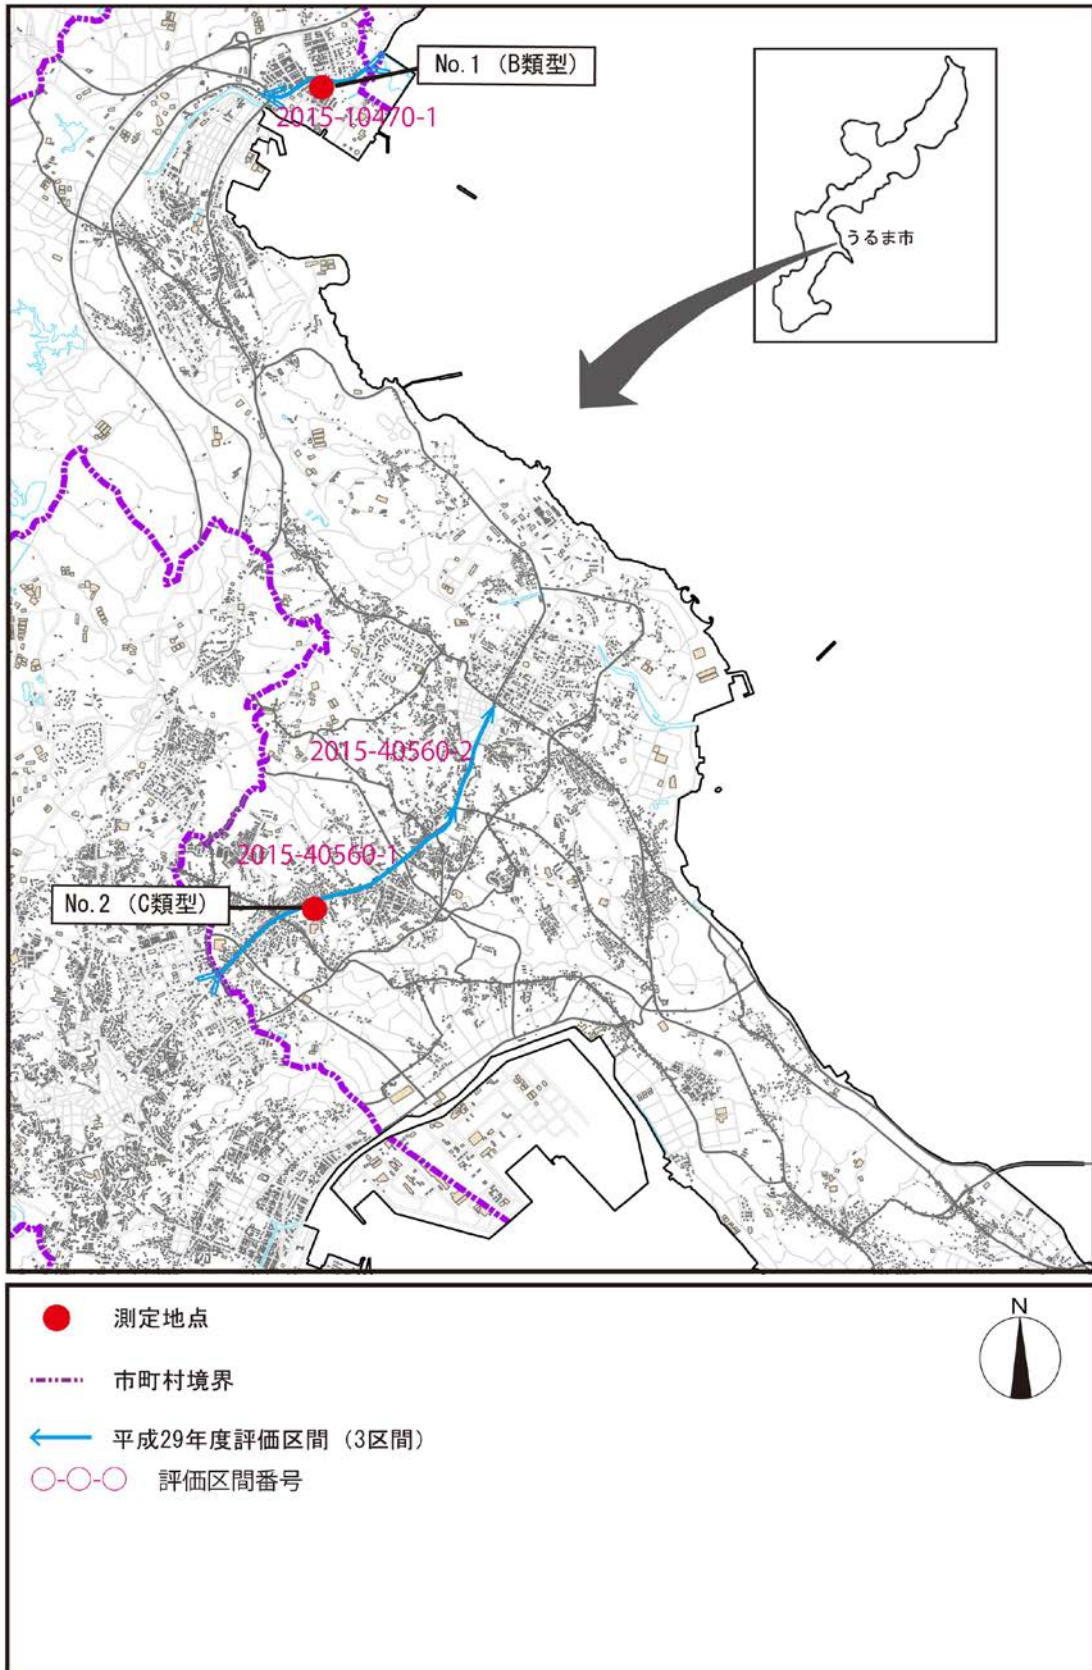 No.1 (B類型)
2015-10470-1
うるま市
2015-40560-2
2015-40560-1
No.2 (C類型)
測定地点
N
市町村境界
平成29年度評価区間 (3区間)
○-○-○ 評価区間番号